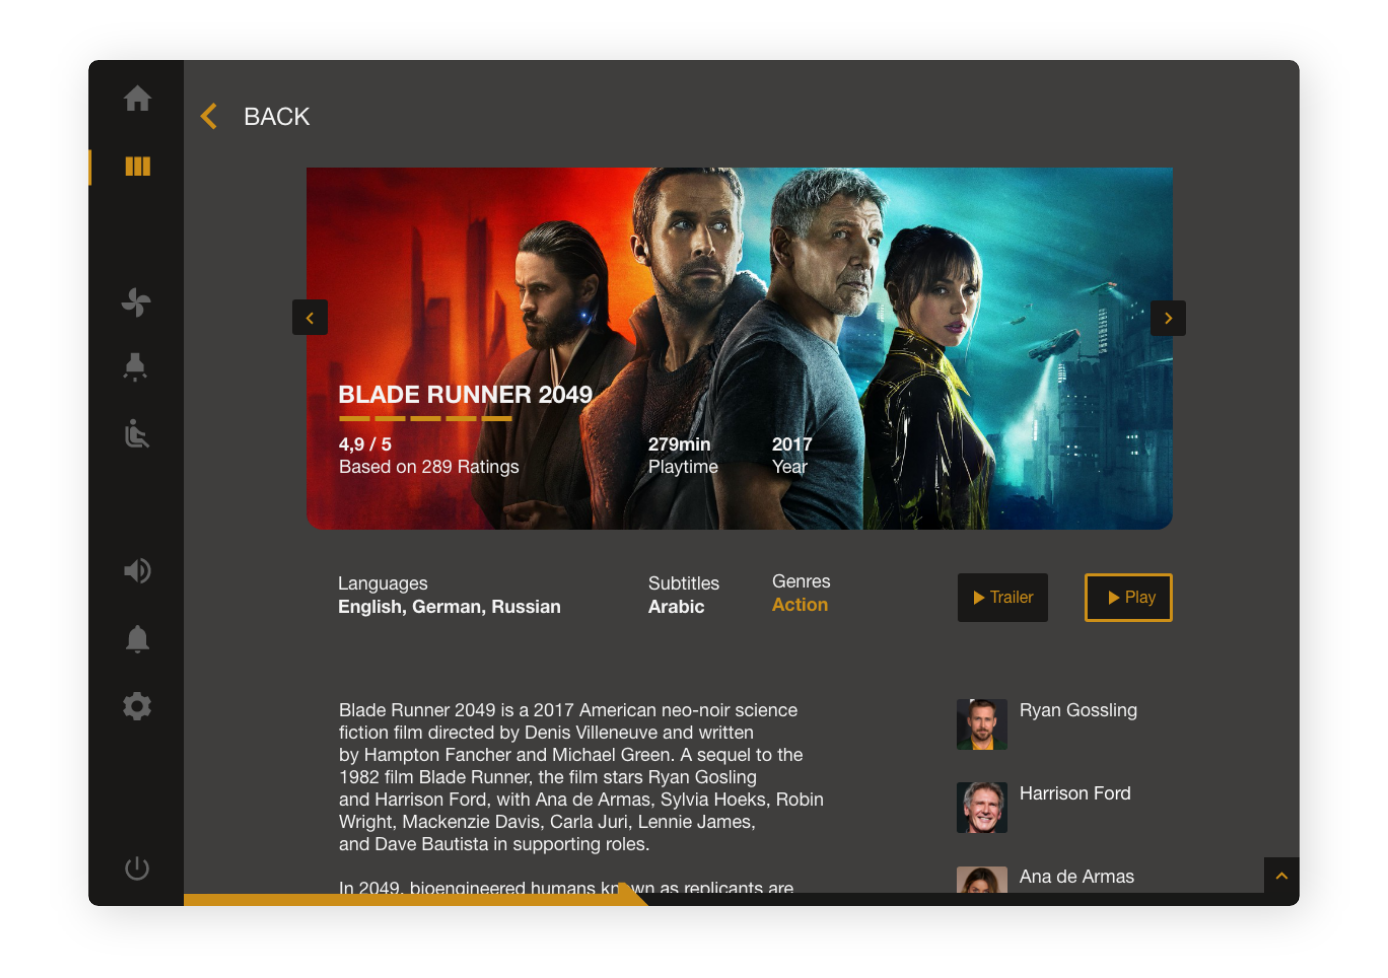 BACK
BLADE RUNNER 2049
4,9 / 5
Based on 289 Ratings
279min
Playtime
2017
Year
Languages
English, German, Russian
Subtitles
Arabic
Genres
Action
Trailer
Play
Blade Runner 2049 is a 2017 American neo-noir science
fiction film directed by Denis Villeneuve and written
by Hampton Fancher and Michael Green. A sequel to the
1982 film Blade Runner, the film stars Ryan Gosling
and Harrison Ford, with Ana de Armas, Sylvia Hoeks, Robin
Wright, Mackenzie Davis, Carla Juri, Lennie James,
and Dave Bautista in supporting roles.
In 2049, bioengineered humans known as replicants are
Ryan Gossling
Harrison Ford
Ana de Armas